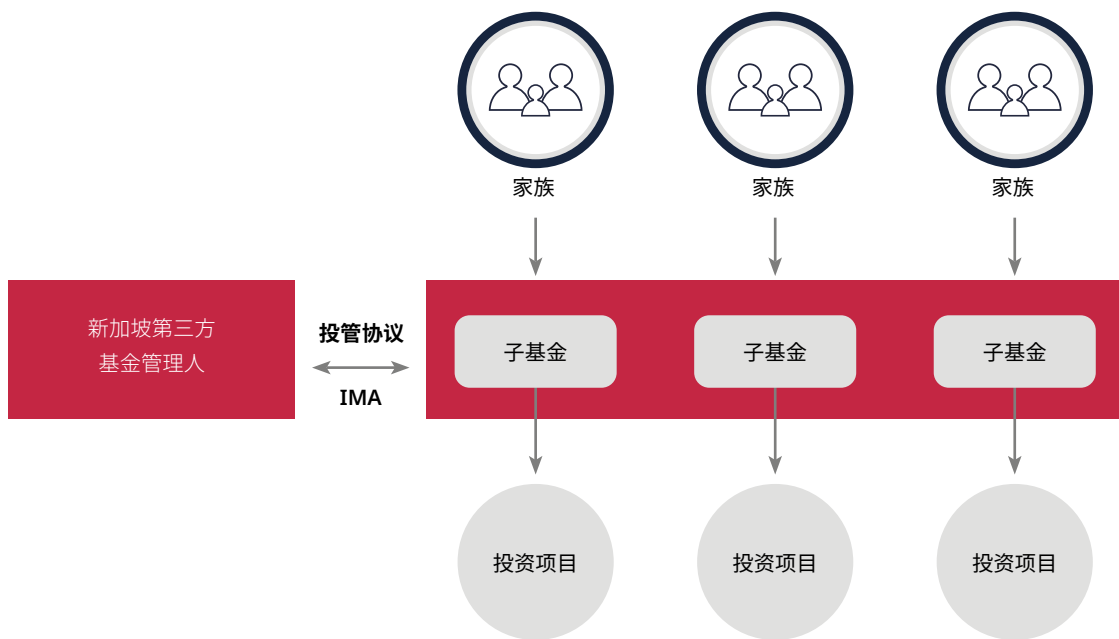 家族
家族
家族
新加坡第三方
基金管理人
投管协议
IMA
子基金
子基金
子基金
投资项目
投资项目
投资项目